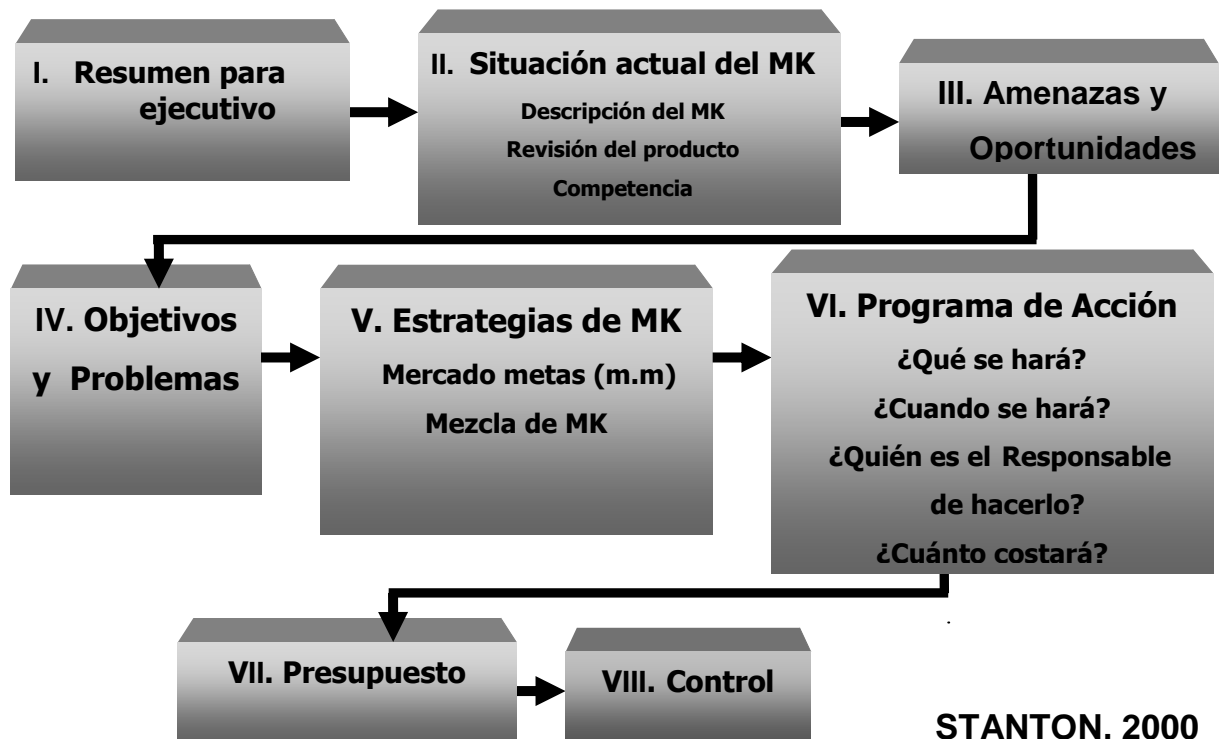 I. Resumen para
ejecutivo
II. Situación actual del MK
Descripción del MK
Revisión del producto
Competencia
III. Amenazas y
Oportunidades
IV. Objetivos
y Problemas
V. Estrategias de MK
Mercado metas (m.m)
Mezcla de MK
VI. Programa de Acción
¿Qué se hará?
¿Cuando se hará?
¿Quién es el Responsable
de hacerlo?
¿Cuánto costará?
VII. Presupuesto
VIII. Control
STANTON, 2000